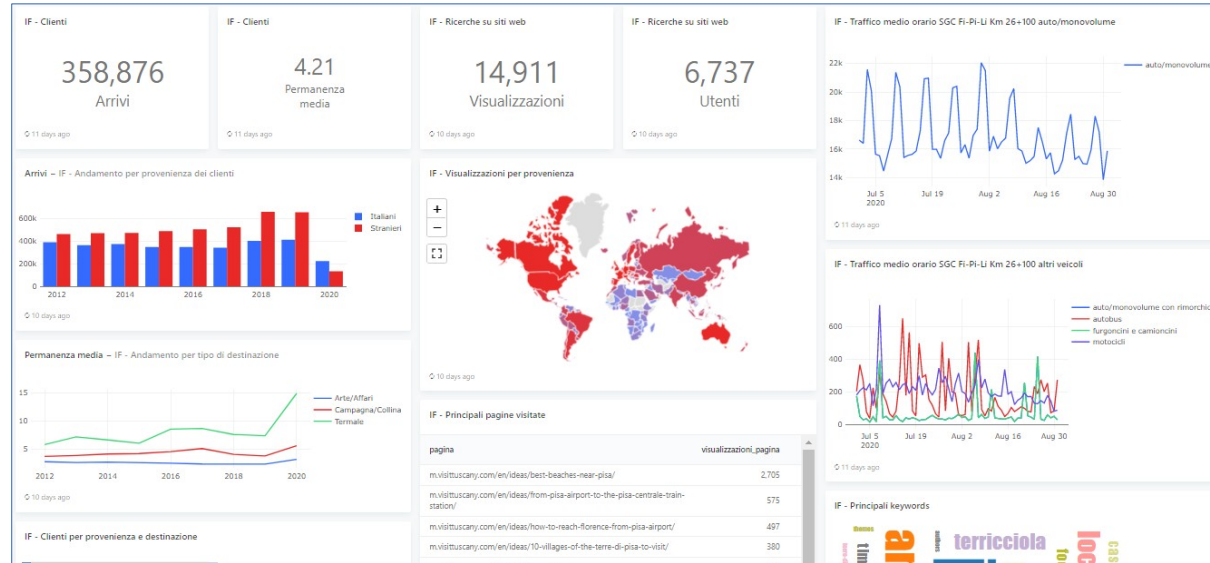 IF - Clienti
358,876
Arrivi
11 days ago
IF - Clienti
4.21
Permanenza
media
11 days ago
IF - Ricerche su siti web
14,911
Visualizzazioni
10 days ago
IF - Ricerche su siti web
6,737
Utenti
10 days ago
IF - Traffico medio orario SGC Fi-Pi-Li Km 26+100 auto/monovolume
22k
20k
18k
16k
14k
Jul 5
2020
Jul 19
Aug 2
Aug 16
Aug 30
auto/monovolume
11 days ago
Arrivi – IF - Andamento per provenienza dei clienti
600k
400k
200k
0
2012
2014
2016
2018
2020
Italiani
Stranieri
10 days ago
IF - Visualizzazioni per provenienza
+
−
10 days ago
IF - Traffico medio orario SGC Fi-Pi-Li Km 26+100 altri veicoli
600
400
200
0
Jul 5
2020
Jul 19
Aug 2
Aug 16
Aug 30
auto/monovolume con rimorchio
autobus
furgoncini e camioncini
motocicli
11 days ago
Permanenza media – IF - Andamento per tipo di destinazione
15
10
5
2012
2014
2016
2018
2020
Arte/Affari
Campagna/Collina
Termale
10 days ago
IF - Principali pagine visitate
pagina visualizzazioni_pagina
m.visittuscany.com/en/ideas/best-beaches-near-pisa/ 2.705
m.visittuscany.com/en/ideas/from-pisa-airport-to-the-pisa-centrale-train-
station/ 575
m.visittuscany.com/en/ideas/how-to-reach-florence-from-pisa-airport/ 497
m.visittuscany.com/en/ideas/10-villages-of-the-terre-di-pisa-to-visit/ 380
IF - Clienti per provenienza e destinazione
IF - Principali keywords
terricciola